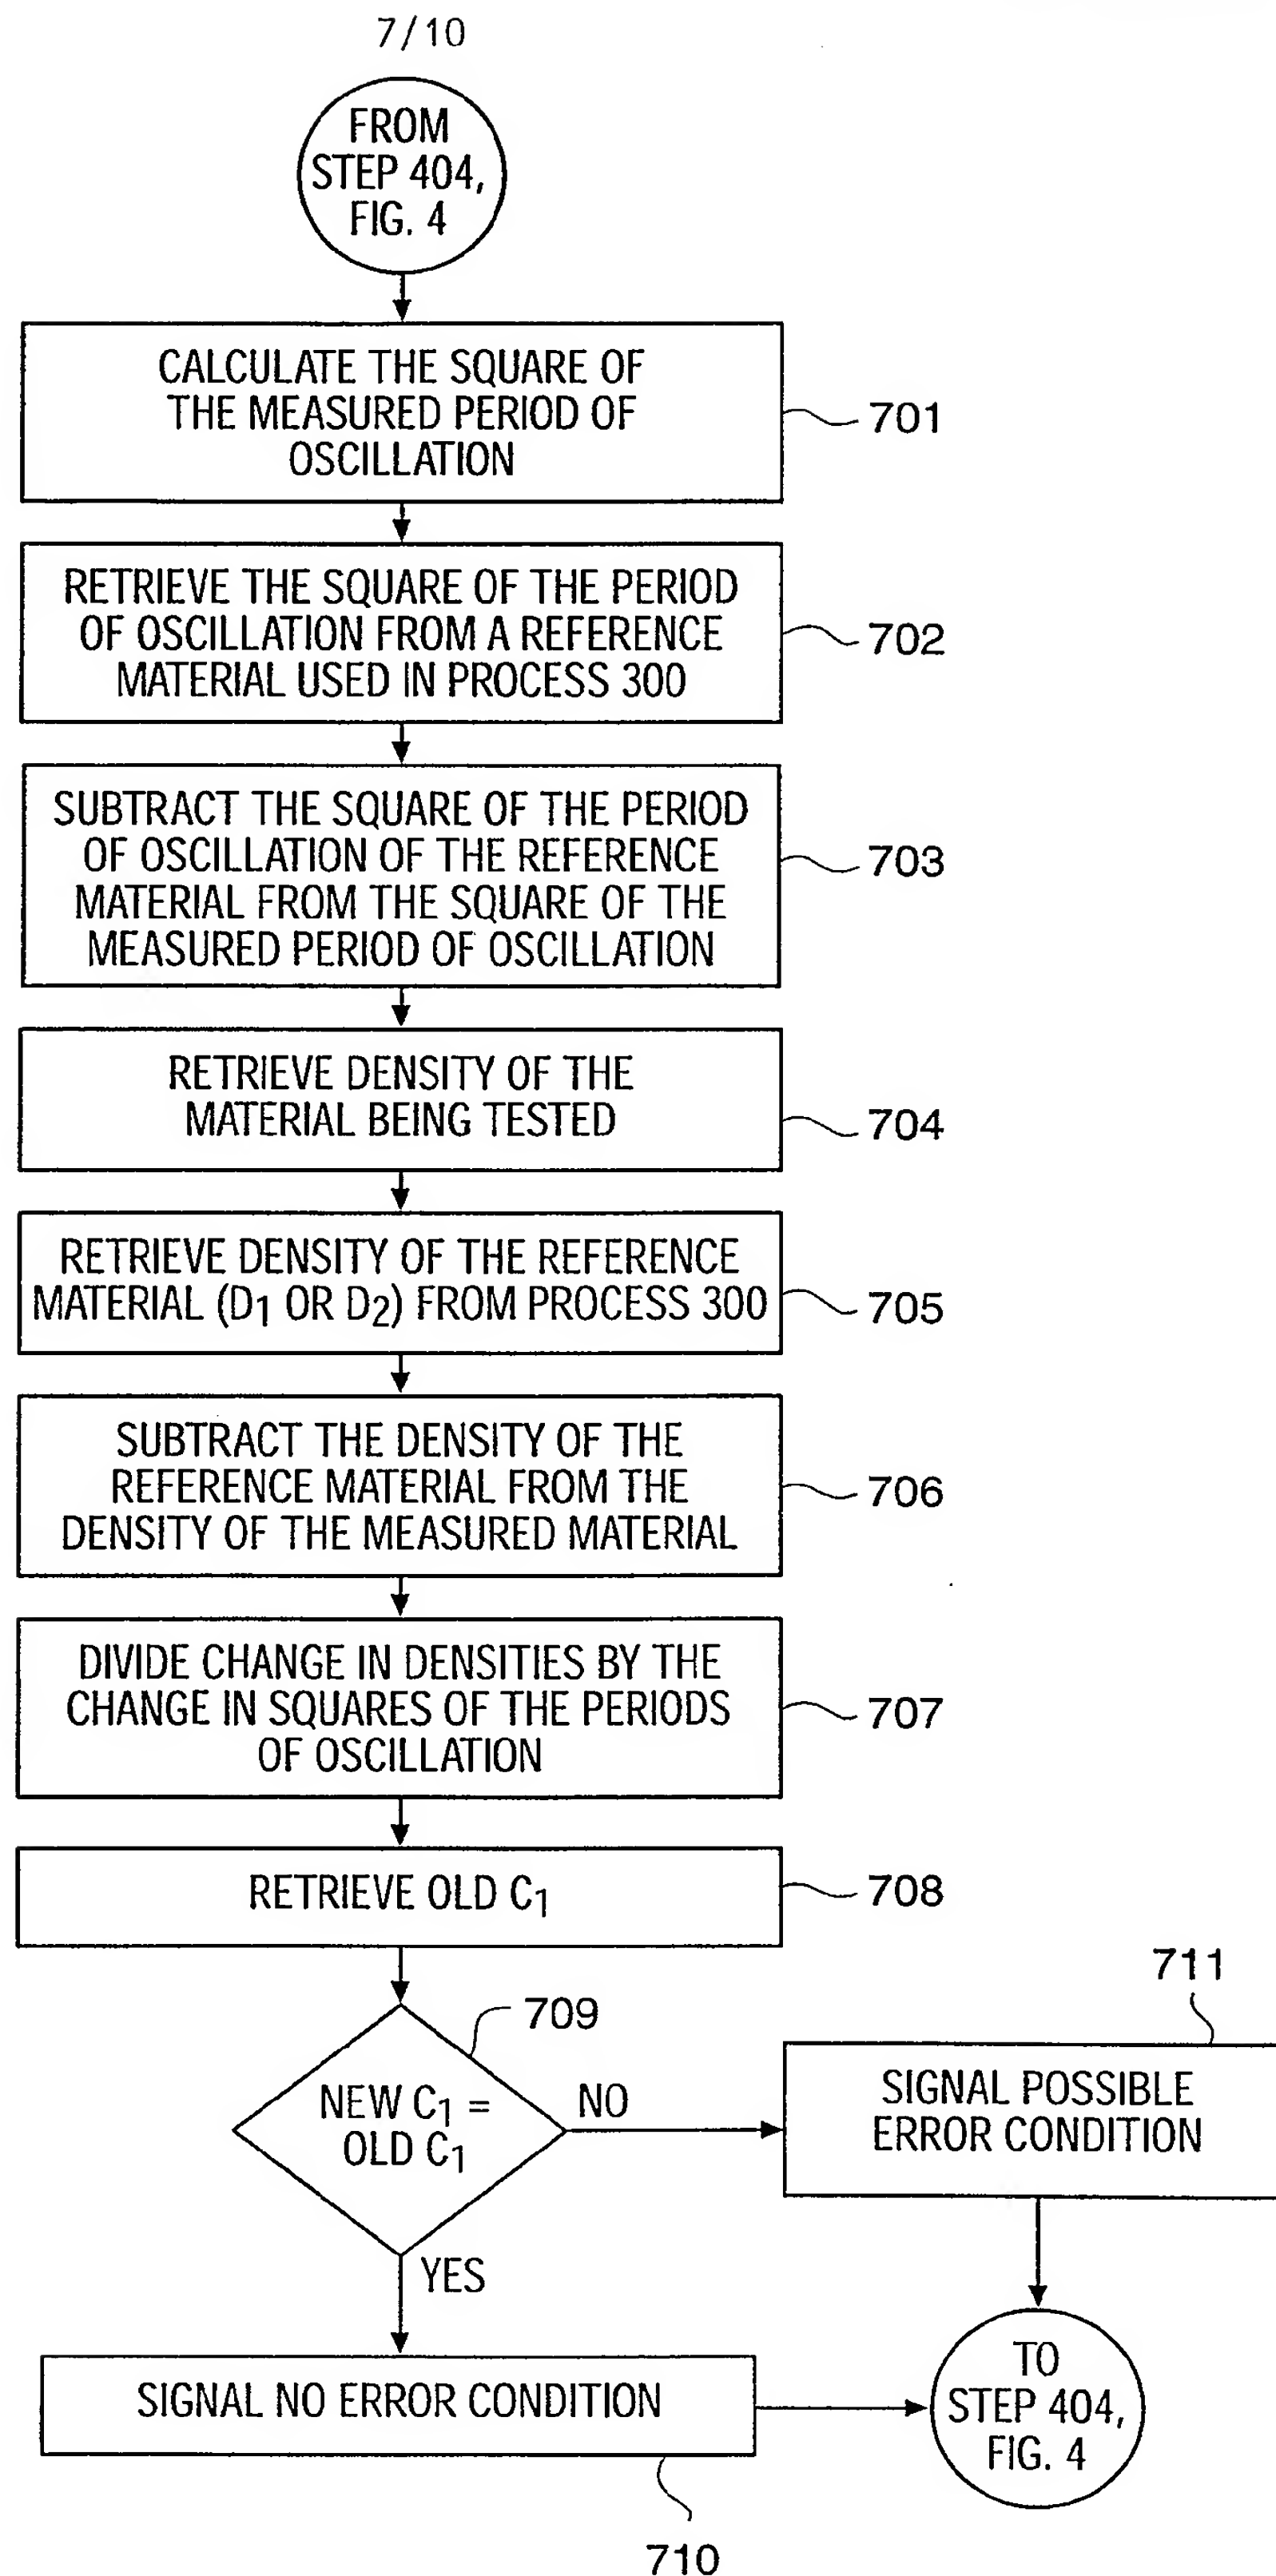 7/10
FROM
STEP 404,
FIG. 4
CALCULATE THE SQUARE OF
THE MEASURED PERIOD OF
OSCILLATION
701
RETRIEVE THE SQUARE OF THE PERIOD
OF OSCILLATION FROM A REFERENCE
MATERIAL USED IN PROCESS 300
702
SUBTRACT THE SQUARE OF THE PERIOD
OF OSCILLATION OF THE REFERENCE
MATERIAL FROM THE SQUARE OF THE
MEASURED PERIOD OF OSCILLATION
703
RETRIEVE DENSITY OF THE
MATERIAL BEING TESTED
704
RETRIEVE DENSITY OF THE REFERENCE
MATERIAL (D1 OR D2) FROM PROCESS 300
705
SUBTRACT THE DENSITY OF THE
REFERENCE MATERIAL FROM THE
DENSITY OF THE MEASURED MATERIAL
706
DIVIDE CHANGE IN DENSITIES BY THE
CHANGE IN SQUARES OF THE PERIODS
OF OSCILLATION
707
RETRIEVE OLD C1
708
709
NEW C1 =
OLD C1
NO
YES
711
SIGNAL POSSIBLE
ERROR CONDITION
SIGNAL NO ERROR CONDITION
710
TO
STEP 404,
FIG. 4